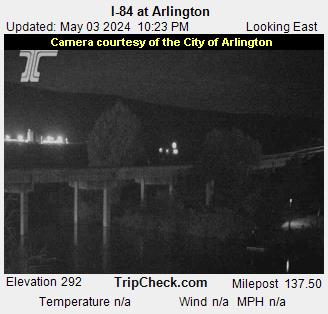 I-84 at Arlington
Updated: May 03 2024 10:23 PM Looking East
Camera courtesy of the City of Arlington
Elevation 292 TripCheck.com Milepost 137.50
Temperature n/a Wind n/a MPH n/a